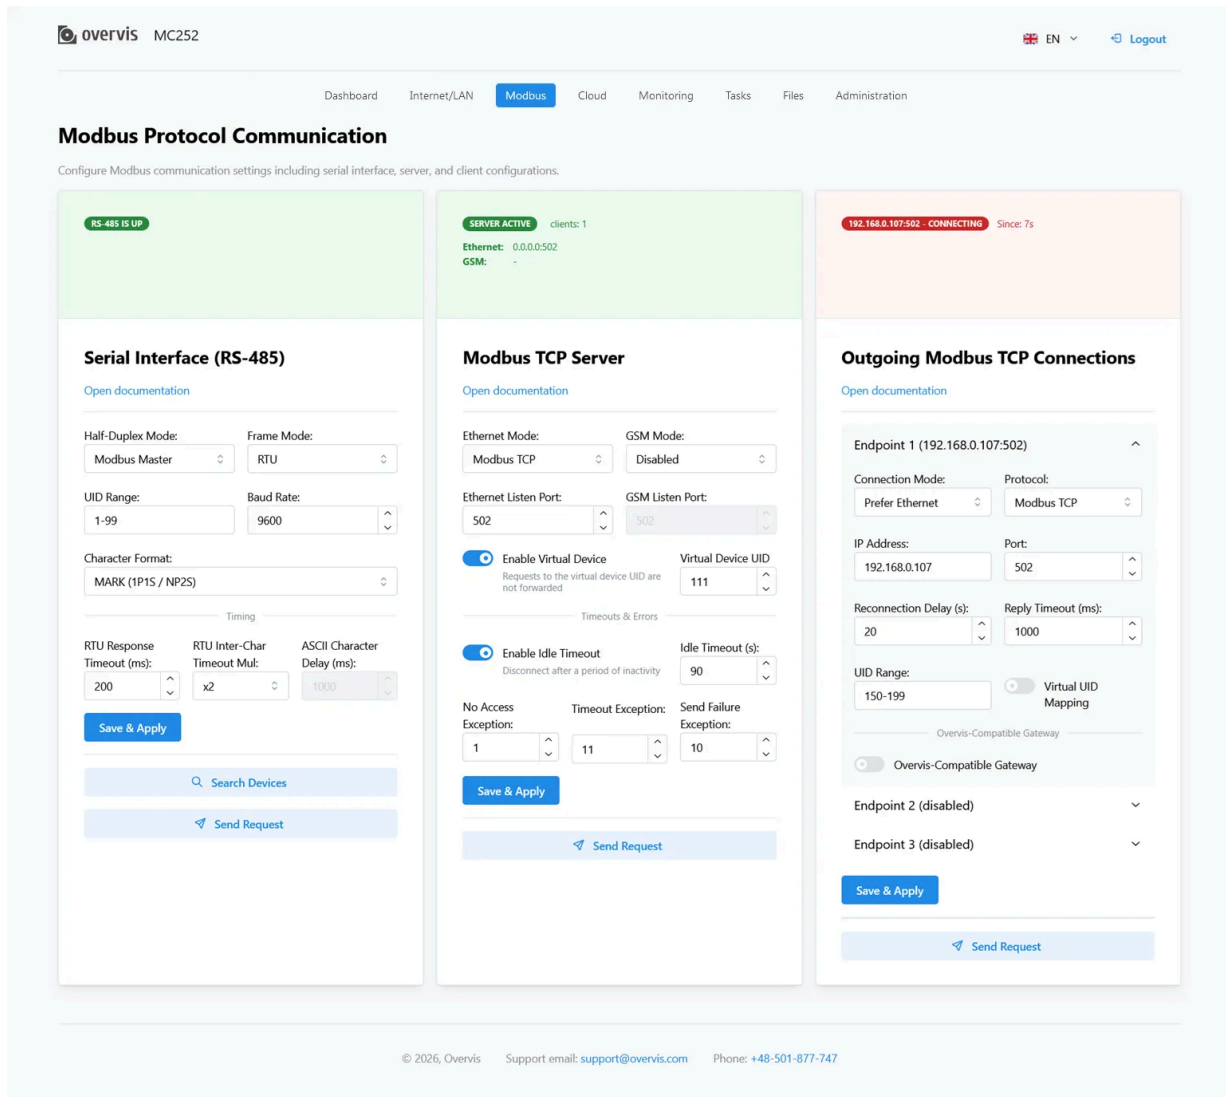 overvis MC252
EN Logout
Dashboard Internet/LAN Modbus Cloud Monitoring Tasks Files Administration
Modbus Protocol Communication
Configure Modbus communication settings including serial interface, server, and client configurations.
RS-485 IS UP
Serial Interface (RS-485)
Open documentation
Half-Duplex Mode: Frame Mode:
Modbus Master RTU
UID Range: Baud Rate:
1-99 9600
Character Format:
MARK (1P1S / NP2S)
Timing
RTU Response Timeout (ms): RTU Inter-Char Timeout Mul: ASCII Character Delay (ms):
200 x2 1000
Save & Apply
Search Devices
Send Request
SERVER ACTIVE clients: 1
Ethernet: 0.0.0.0:502
GSM: -
Modbus TCP Server
Open documentation
Ethernet Mode: GSM Mode:
Modbus TCP Disabled
Ethernet Listen Port: GSM Listen Port:
502 502
Enable Virtual Device Virtual Device UID
Requests to the virtual device UID are
not forwarded
111
Timeouts & Errors
Enable Idle Timeout Idle Timeout (s):
Disconnect after a period of inactivity 90
No Access Exception: Timeout Exception: Send Failure Exception:
1 11 10
Save & Apply
Send Request
192.168.0.107:502 - CONNECTING Since: 7s
Outgoing Modbus TCP Connections
Open documentation
Endpoint 1 (192.168.0.107:502)
Connection Mode: Protocol:
Prefer Ethernet Modbus TCP
IP Address: Port:
192.168.0.107 502
Reconnection Delay (s): Reply Timeout (ms):
20 1000
UID Range:
150-199 Virtual UID
Mapping
Overvis-Compatible Gateway
Overvis-Compatible Gateway
Endpoint 2 (disabled)
Endpoint 3 (disabled)
Save & Apply
Send Request
© 2026, Overvis Support email: support@overvis.com Phone: +48-501-877-747